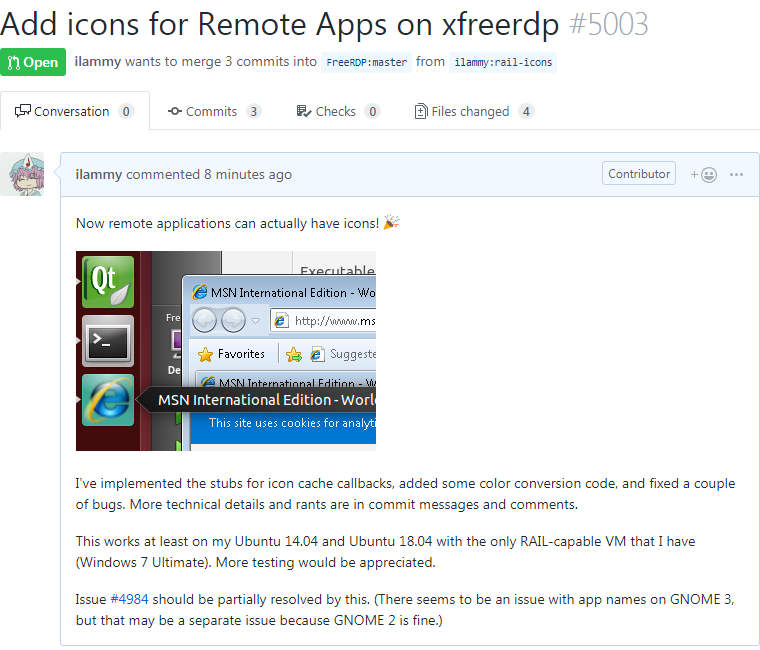 Add icons for Remote Apps on xfreerdp #5003
Open ilammy wants to merge 3 commits into FreeRDP:master from ilammy:rail-icons
Conversation 0 Commits 3 Checks 0 Files changed 4
ilammy commented 8 minutes ago Contributor
Now remote applications can actually have icons!
Qt
Executable
MSN International Edition - Wo
Fre
http://www.ms
Favorites Suggeste
De
MSN International Edition - W
MSN International Edition - Worl
This site uses cookies for analyti
I've implemented the stubs for icon cache callbacks, added some color conversion code, and fixed a couple
of bugs. More technical details and rants are in commit messages and comments.
This works at least on my Ubuntu 14.04 and Ubuntu 18.04 with the only RAIL-capable VM that I have
(Windows 7 Ultimate). More testing would be appreciated.
Issue #4984 should be partially resolved by this. (There seems to be an issue with app names on GNOME 3,
but that may be a separate issue because GNOME 2 is fine.)